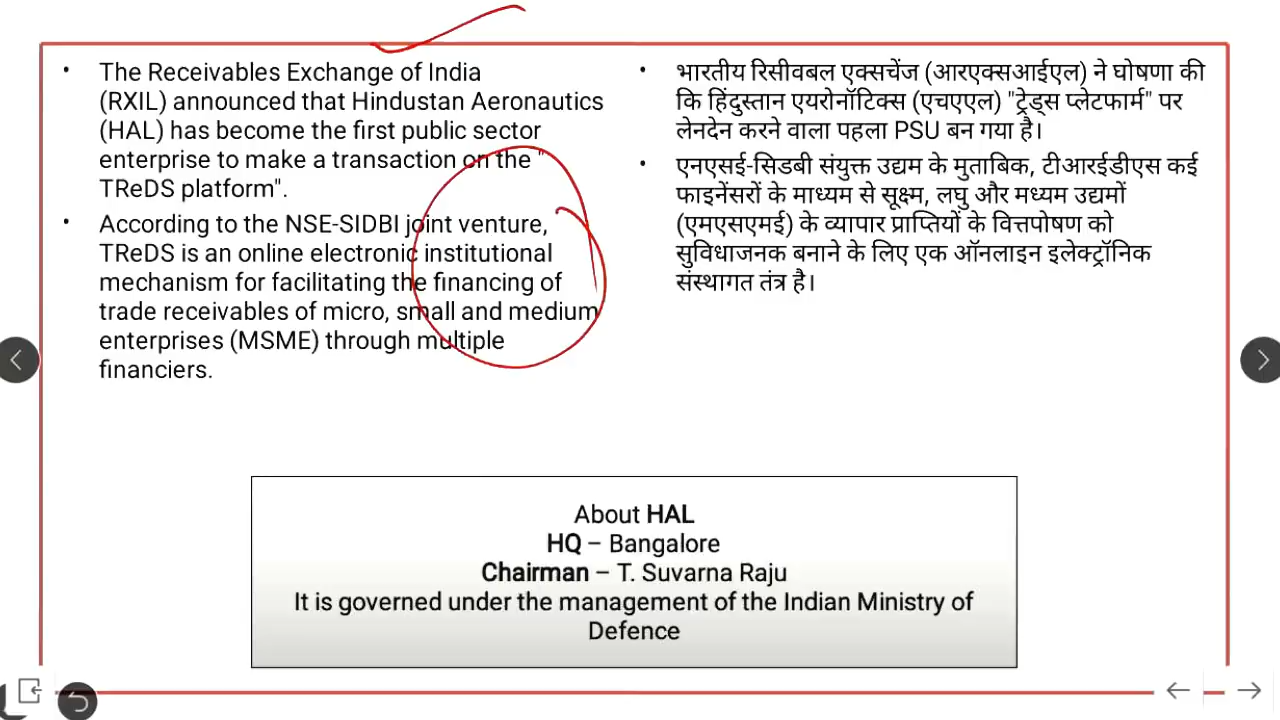 The Receivables Exchange of India
(RXIL) announced that Hindustan Aeronautics
(HAL) has become the first public sector
enterprise to make a transaction on the "
TReDS platform".
According to the NSE-SIDBI joint venture,
TReDS is an online electronic institutional
mechanism for facilitating the financing of
trade receivables of micro, small and medium
enterprises (MSME) through multiple
financiers.
भारतीय रिसीवबल एक्सचेंज (आरएक्सआईएल) ने घोषणा की
कि हिंदुस्तान एयरोनॉटिक्स (एचएएल) "ट्रेड्स प्लेटफार्म" पर
लेनदेन करने वाला पहला PSU बन गया है।
एनएसई-सिडबी संयुक्त उद्यम के मुताबिक, टीआरईडीएस कई
फाइनेंसरों के माध्यम से सूक्ष्म, लघु और मध्यम उद्यमों
(एमएसएमई) के व्यापार प्राप्तियों के वित्तपोषण को
सुविधाजनक बनाने के लिए एक ऑनलाइन इलेक्ट्रॉनिक
संस्थागत तंत्र है।
About HAL
HQ – Bangalore
Chairman – T. Suvarna Raju
It is governed under the management of the Indian Ministry of
Defence